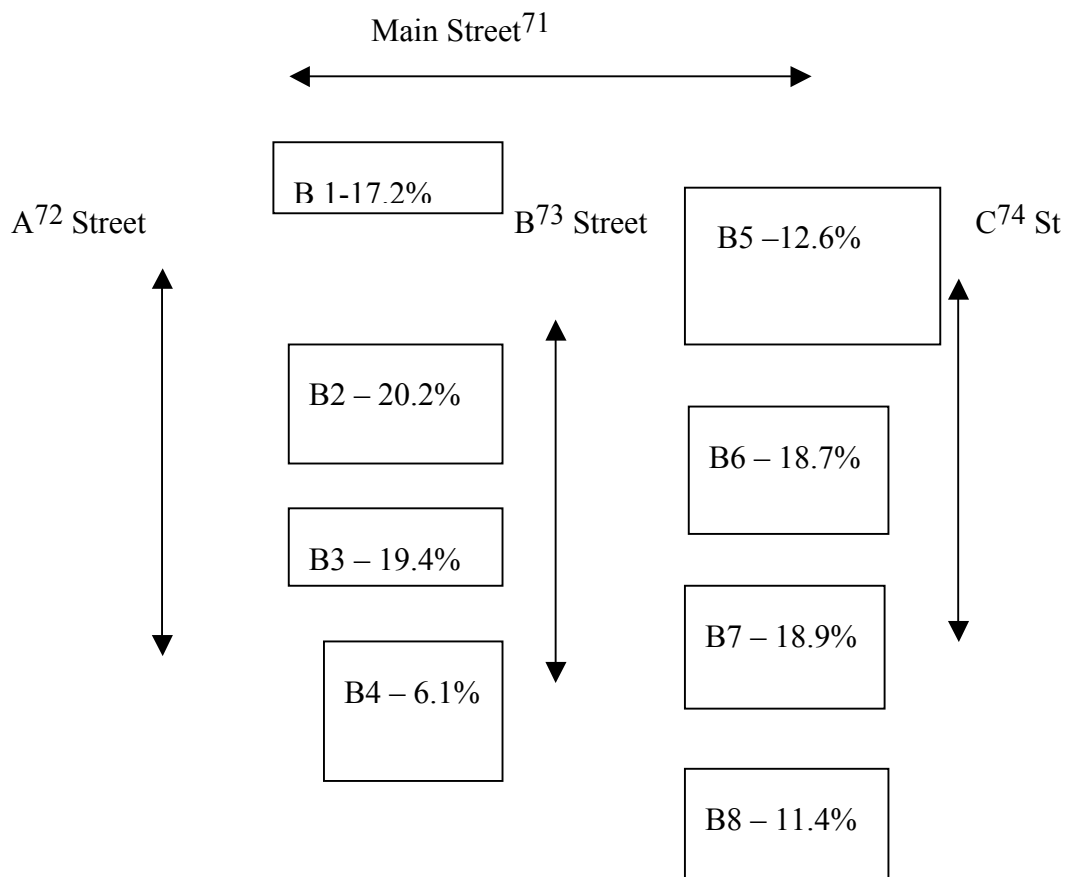 Main Street71
B 1-17.2%
A72 Street
B73 Street
B5 –12.6%
C74 St
B2 – 20.2%
B6 – 18.7%
B3 – 19.4%
B7 – 18.9%
B4 – 6.1%
B8 – 11.4%